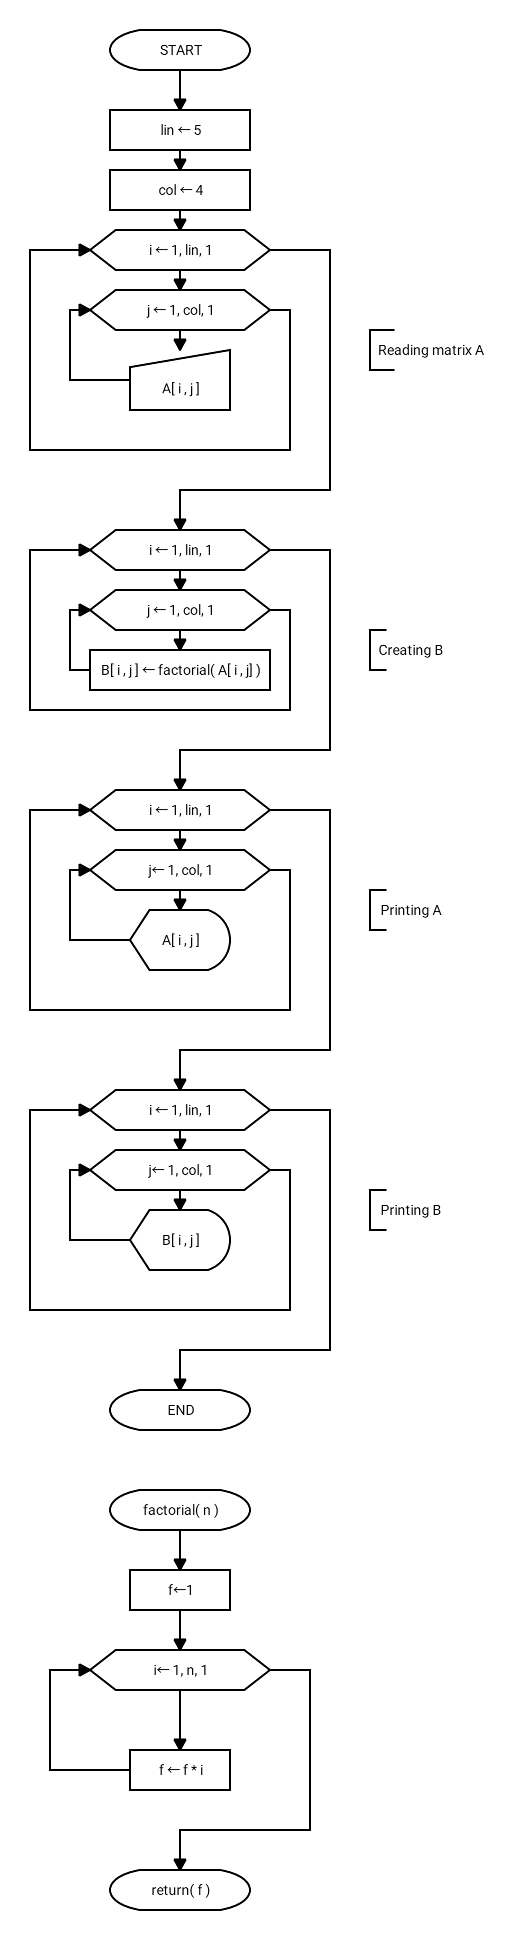 START
lin ← 5
col ← 4
i ← 1, lin, 1
j ← 1, col, 1
Reading matrix A
A[ i , j ]
i ← 1, lin, 1
j ← 1, col, 1
Creating B
B[ i , j ] ← factorial( A[ i , j] )
i ← 1, lin, 1
j← 1, col, 1
Printing A
A[ i , j ]
i ← 1, lin, 1
j← 1, col, 1
Printing B
B[ i , j ]
END
factorial( n )
f←1
i← 1, n, 1
f ← f * i
return( f )